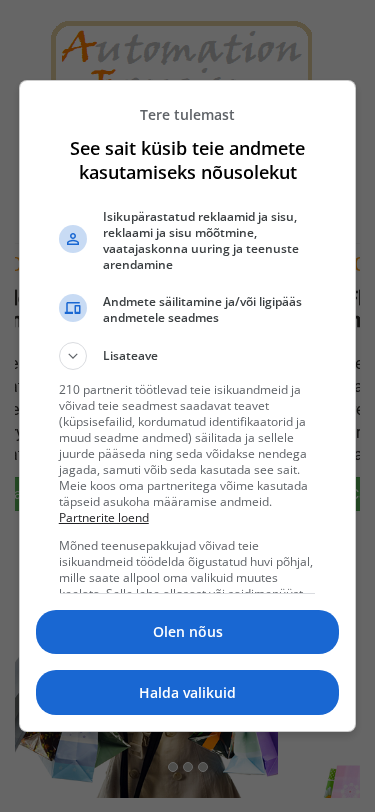 Automation
Tere tulemast
See sait küsib teie andmete
kasutamiseks nõusolekut
Isikupärastatud reklaamid ja sisu,
reklaami ja sisu mõõtmine,
vaatajaskonna uuring ja teenuste
arendamine
Andmete säilitamine ja/või ligipääs
andmetele seadmes
Lisateave
210 partnerit töötlevad teie isikuandmeid ja
võivad teie seadmest saadavat teavet
(küpsisefailid, kordumatud identifikaatorid ja
muud seadme andmed) säilitada ja sellele
juurde pääseda ning seda võidakse nendega
jagada, samuti võib seda kasutada see sait.
Meie koos oma partneritega võime kasutada
täpseid asukoha määramise andmeid.
Partnerite loend
Mõned teenusepakkujad võivad teie
isikuandmeid töödelda õigustatud huvi põhjal,
mille saate allpool oma valikuid muutes
Olen nõus
Halda valikuid